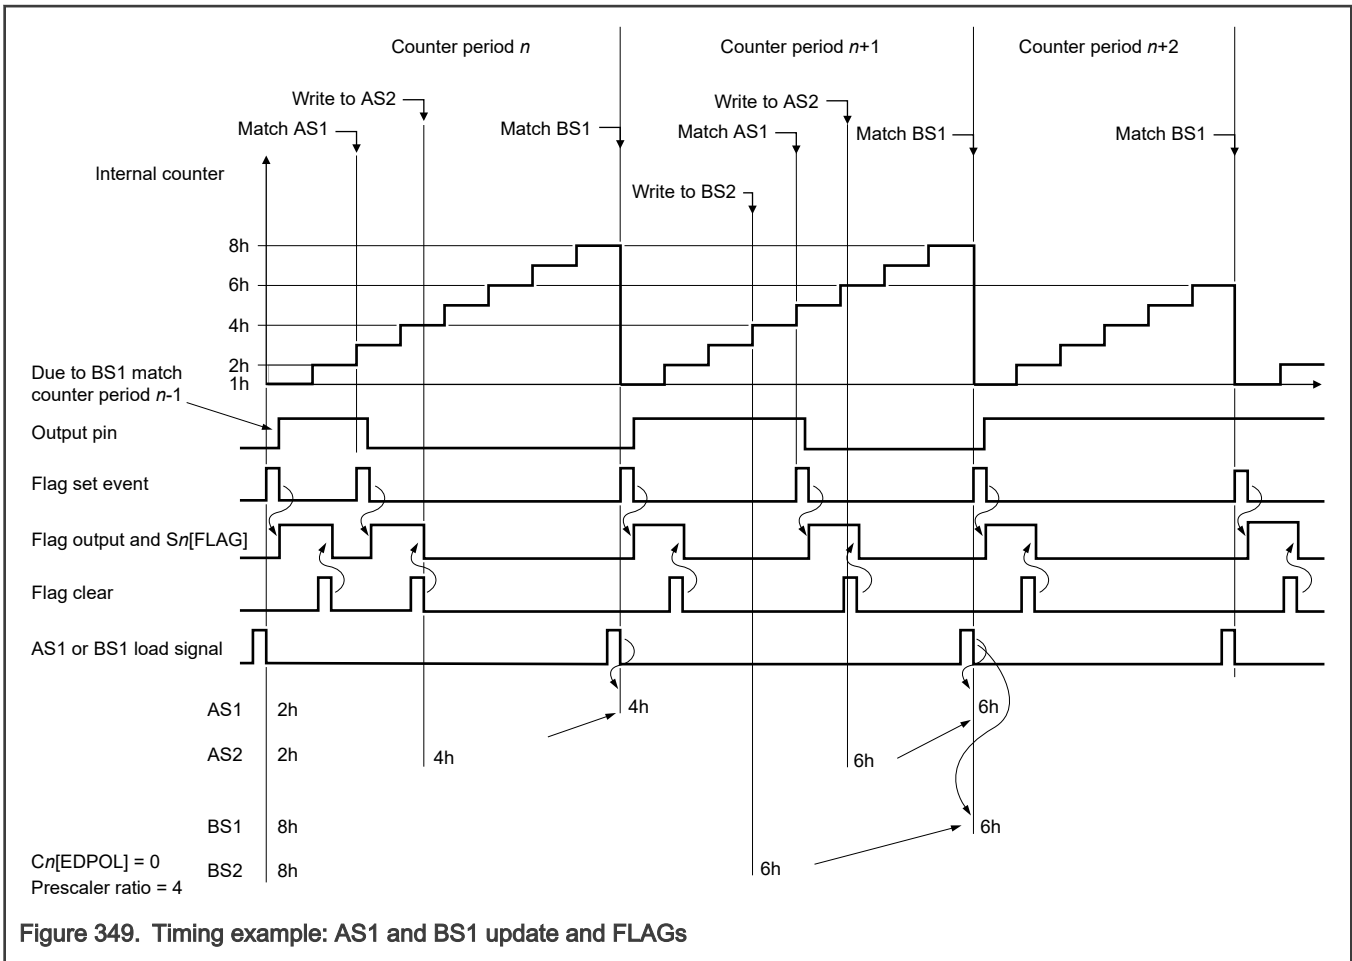 Counter period n
Counter period n+1
Counter period n+2
Write to AS2
Write to AS2
Match AS1
Match BS1
Match AS1
Match BS1
Match BS1
Internal counter
Write to BS2
8h
6h
4h
2h
1h
Due to BS1 match
counter period n-1
Output pin
Flag set event
Flag output and Sn[FLAG]
Flag clear
AS1 or BS1 load signal
AS1 2h 4h 6h
AS2 2h 4h 6h
BS1 8h 6h
BS2 8h 6h
Cn[EDPOL] = 0
Prescaler ratio = 4
Figure 349. Timing example: AS1 and BS1 update and FLAGs